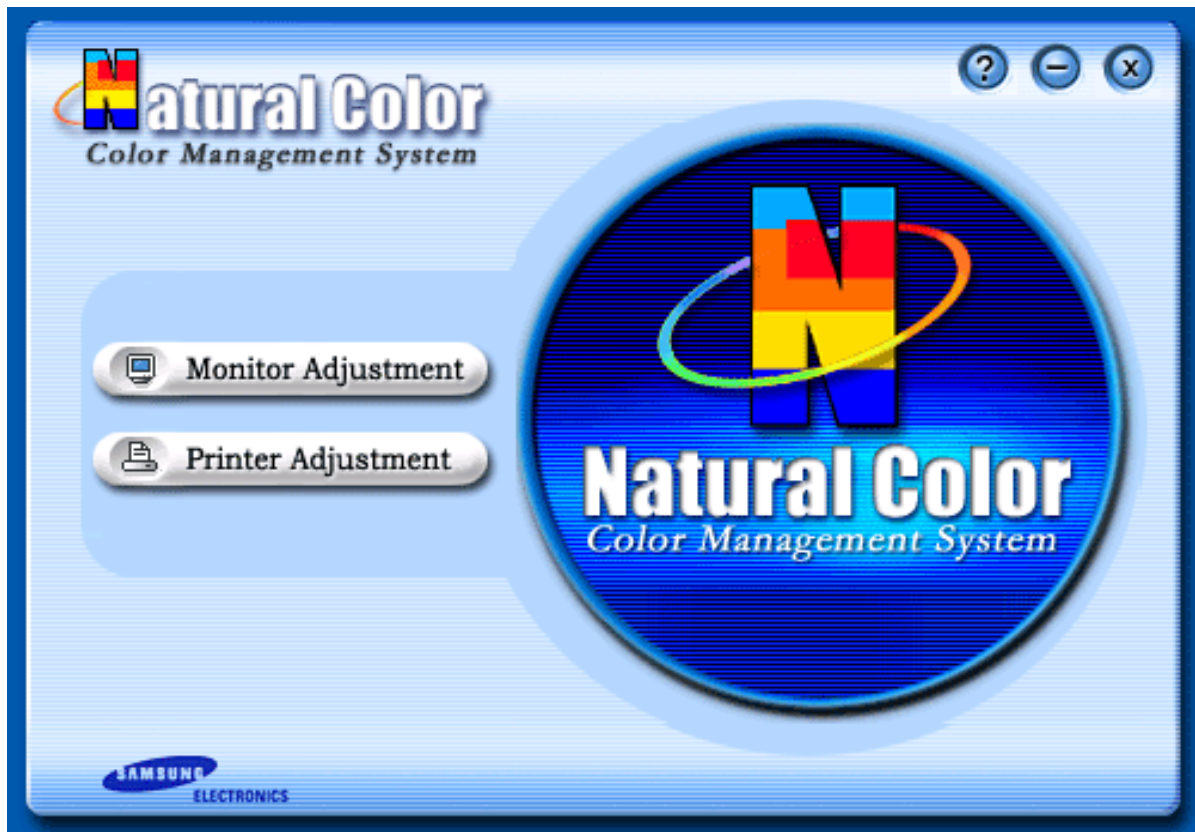 Natural Color
Color Management System
?
x
Monitor Adjustment
Printer Adjustment
N
Natural Color
Color Management System
SAMSUNG
ELECTRONICS